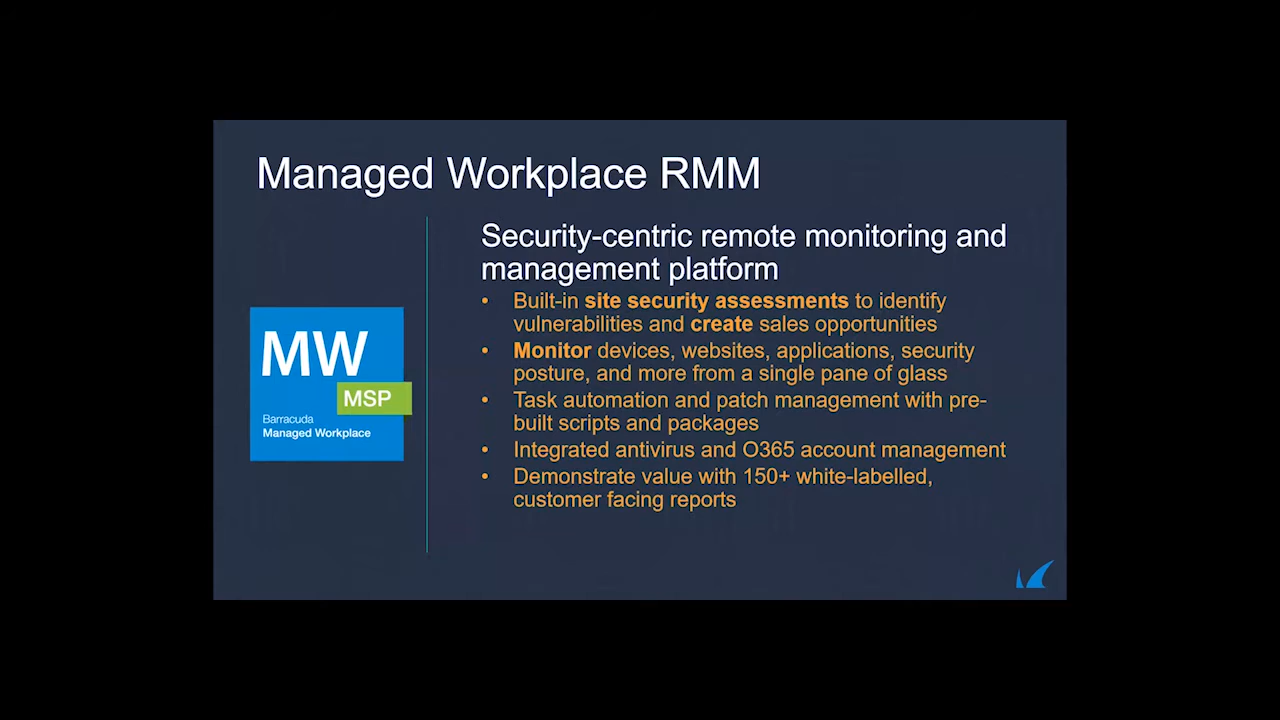 Managed Workplace RMM
Security-centric remote monitoring and
management platform
• Built-in site security assessments to identify
vulnerabilities and create sales opportunities
• Monitor devices, websites, applications, security
posture, and more from a single pane of glass
• Task automation and patch management with pre-
built scripts and packages
• Integrated antivirus and O365 account management
• Demonstrate value with 150+ white-labelled,
customer facing reports
MW
MSP
Barracuda
Managed Workplace